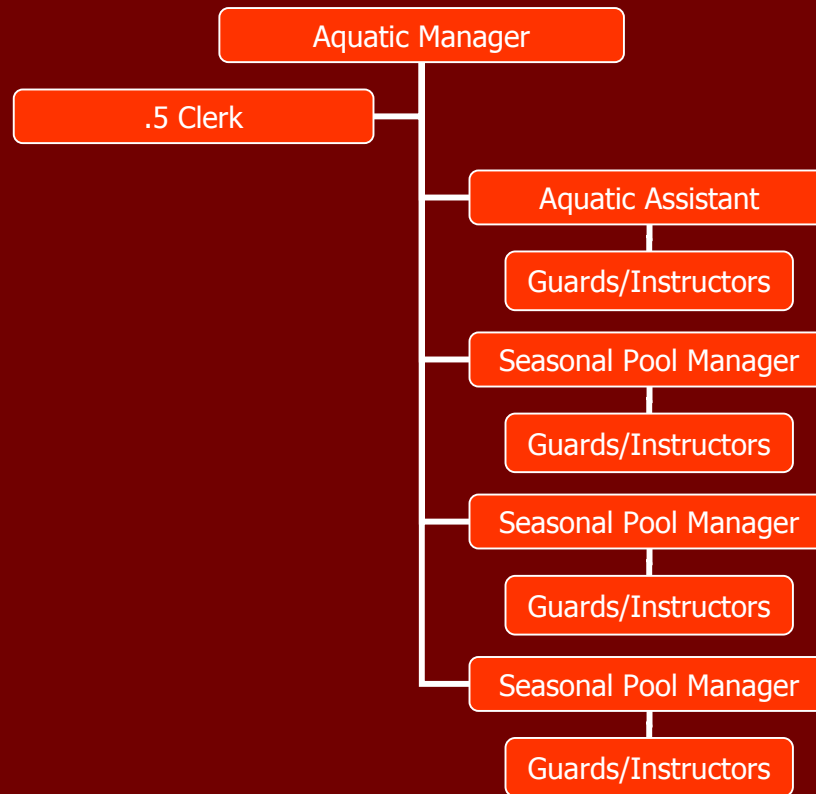 Aquatic Manager
.5 Clerk
Aquatic Assistant
Guards/Instructors
Seasonal Pool Manager
Guards/Instructors
Seasonal Pool Manager
Guards/Instructors
Seasonal Pool Manager
Guards/Instructors